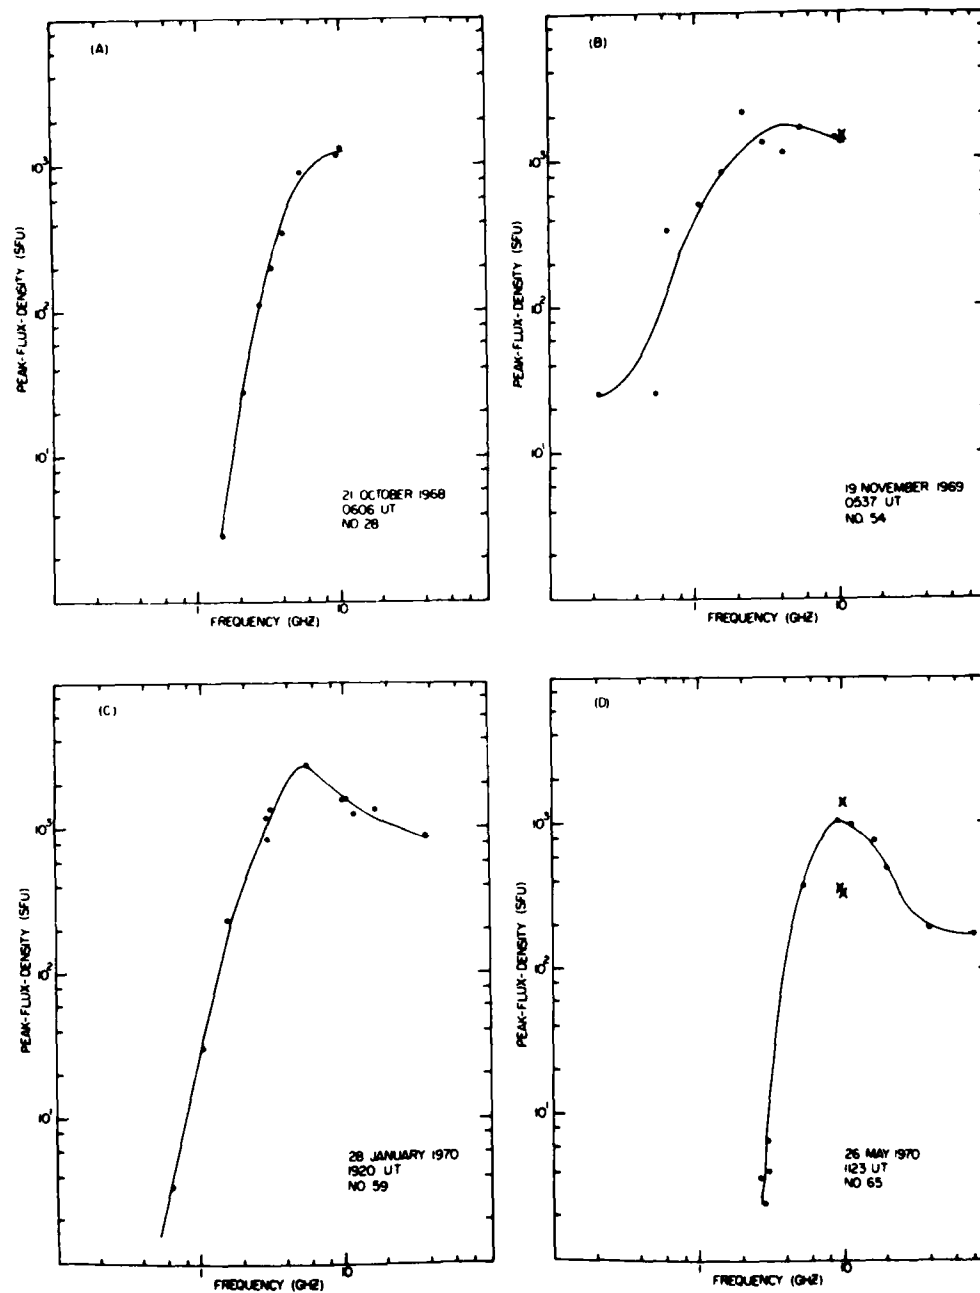 (A)
10³
10²
10¹
PEAK-FLUX-DENSITY (SFU)
21 OCTOBER 1968
0606 UT
NO 28
1
10
FREQUENCY (GHZ)
(B)
10³
10²
10¹
PEAK-FLUX-DENSITY (SFU)
19 NOVEMBER 1969
0537 UT
NO. 54
1
10
FREQUENCY (GHZ)
(C)
10³
10²
10¹
PEAK-FLUX-DENSITY (SFU)
28 JANUARY 1970
1920 UT
NO 59
1
10
FREQUENCY (GHZ)
(D)
10³
10²
10¹
PEAK-FLUX-DENSITY (SFU)
26 MAY 1970
1123 UT
NO 65
1
10
FREQUENCY (GHZ)